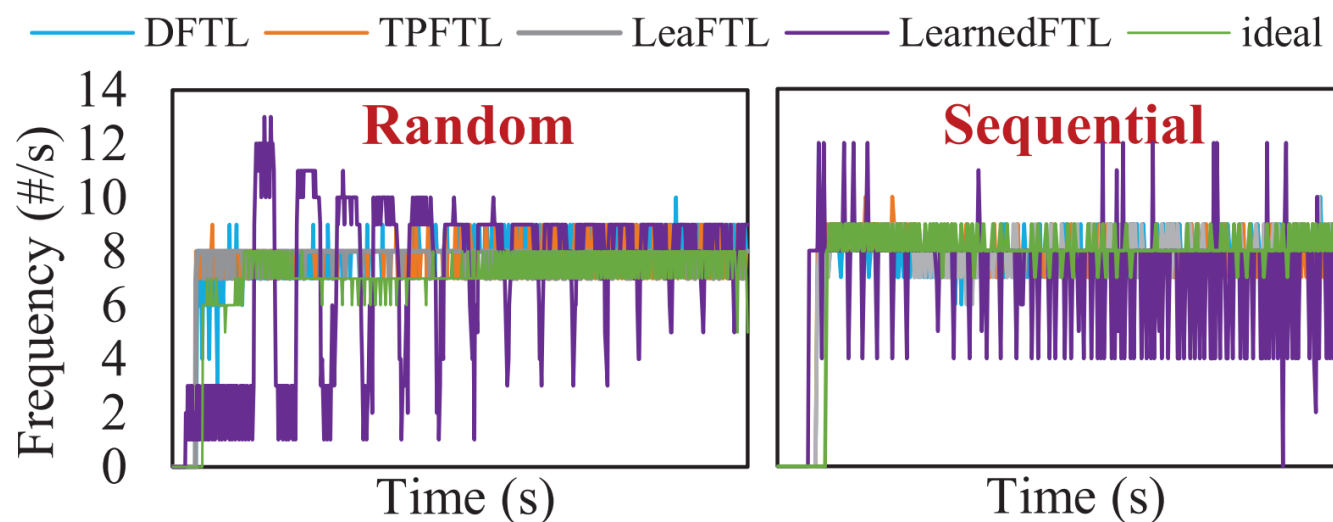 DFTL TPFTL LeaFTL LearnedFTL ideal
Frequency (#/s)
14
12
10
8
6
4
2
0
Random
Sequential
Time (s)
Time (s)